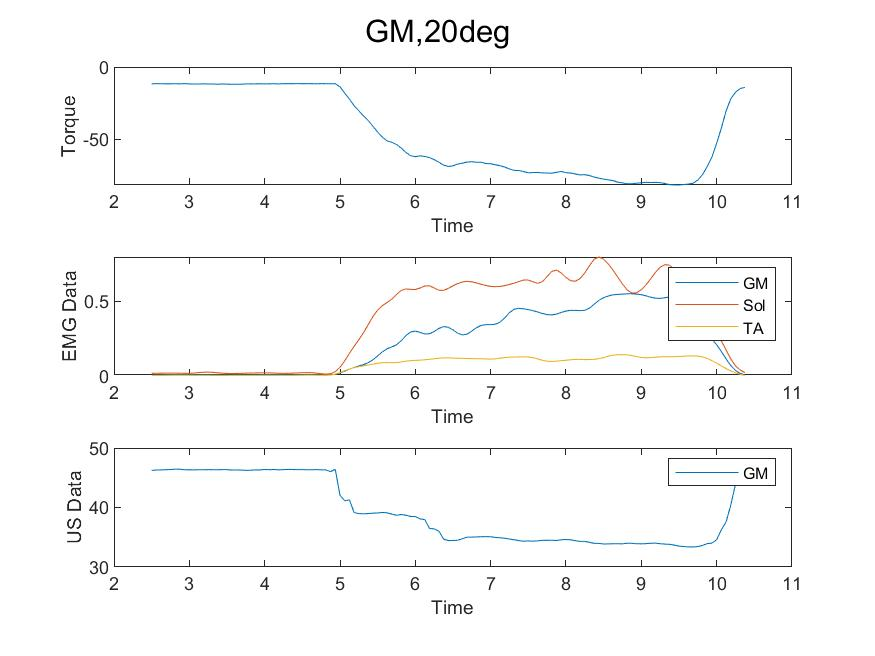 GM,20deg
0
-50
Torque
2 3 4 5 6 7 8 9 10 11
Time
0.5
0
EMG Data
GM
Sol
TA
2 3 4 5 6 7 8 9 10 11
Time
50
40
30
US Data
GM
2 3 4 5 6 7 8 9 10 11
Time